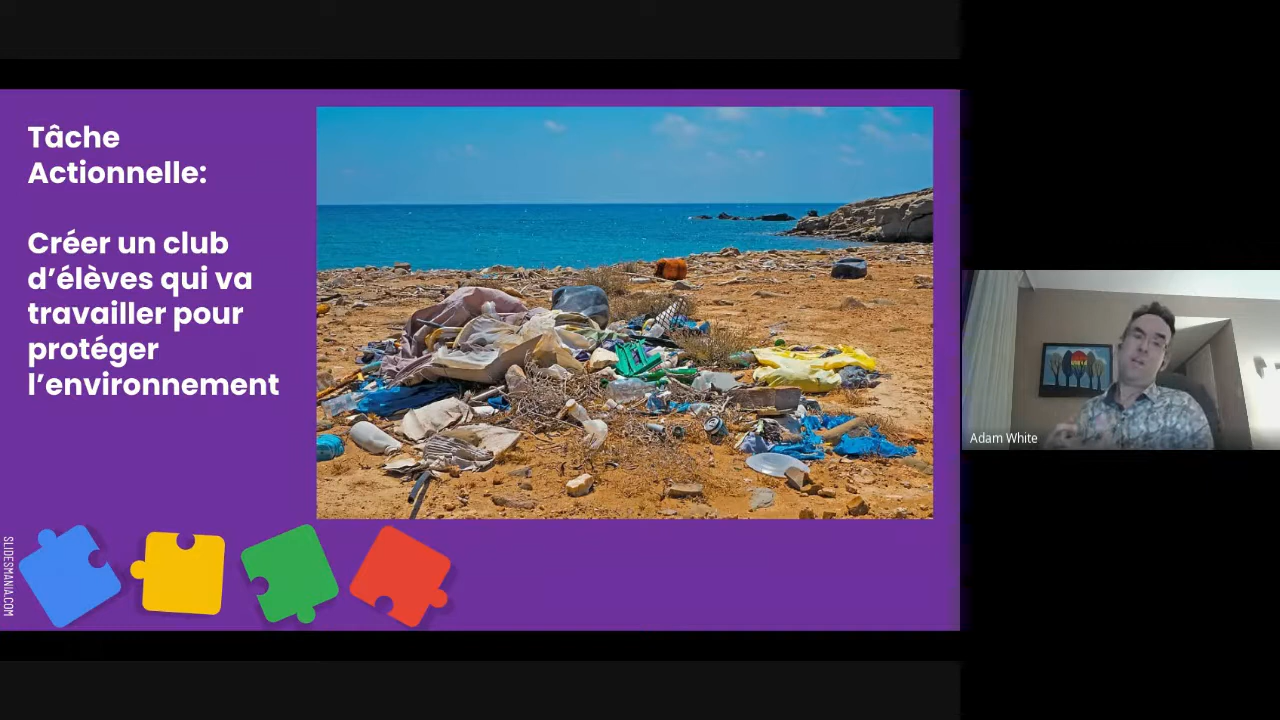 Tâche
Actionnelle:
Créer un club
d’élèves qui va
travailler pour
protéger
l’environnement
SLIDESMANIA.COM
Adam White